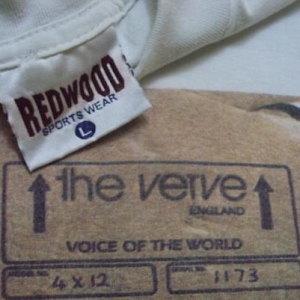 REDWOOD
SPORTS WEAR
L
the verve
ENGLAND
VOICE OF THE WORLD
4 x 12
1173